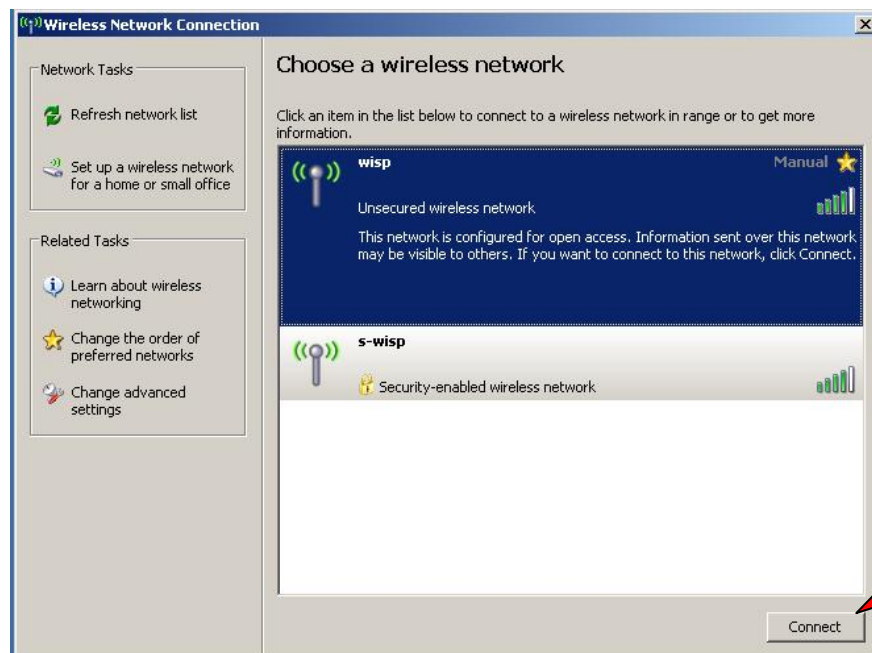 Wireless Network Connection
Network Tasks
Refresh network list
Set up a wireless network
for a home or small office
Related Tasks
Learn about wireless
networking
Change the order of
preferred networks
Change advanced
settings
Choose a wireless network
Click an item in the list below to connect to a wireless network in range or to get more
information.
wisp
Manual
Unsecured wireless network
This network is configured for open access. Information sent over this network
may be visible to others. If you want to connect to this network, click Connect.
s-wisp
Security-enabled wireless network
Connect